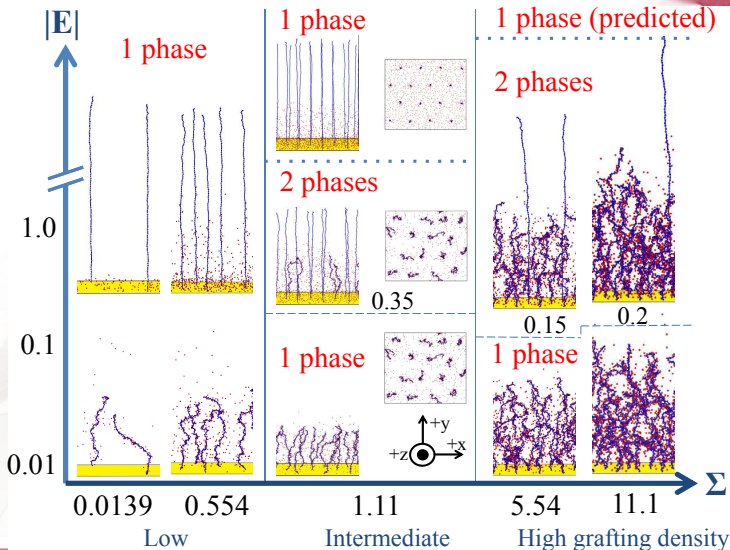 |E|
1 phase
1 phase
1 phase (predicted)
2 phases
2 phases
1.0
0.35
0.15
0.2
0.1
1 phase
1 phase
+y
+z
+x
0.01
0.0139
0.554
1.11
5.54
11.1
Σ
Low
Intermediate
High grafting density